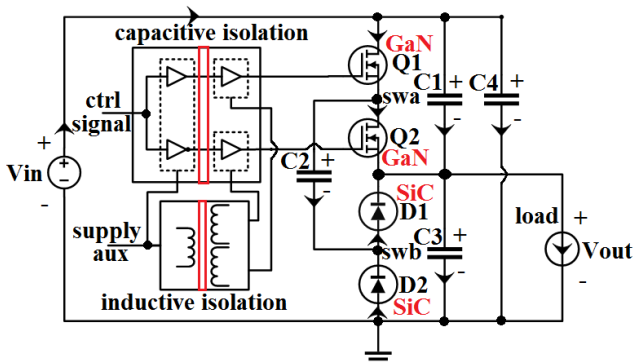 capacitive isolation
GaN
Q1
C1
+
-
C4
+
-
ctrl
signal
swa
Q2
GaN
C2
+
-
+
Vin
-
+
-
SiC
D1
supply
aux
swb
C3
+
-
load
+
Vout
-
D2
SiC
inductive isolation